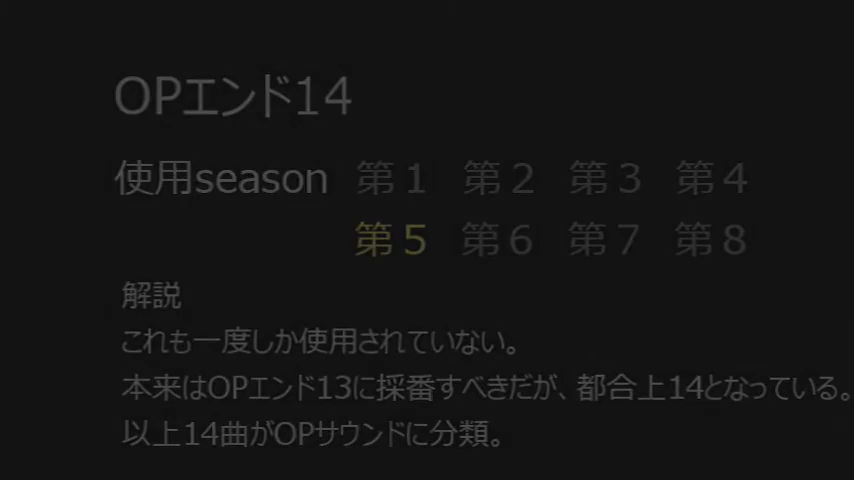 OPエンド14
使用season 第１ 第２ 第３ 第４
第５ 第６ 第７ 第８
解説
これも一度しか使用されていない。
本来はOPエンド13に採番すべきだが、都合上14となっている。
以上14曲がOPサウンドに分類。